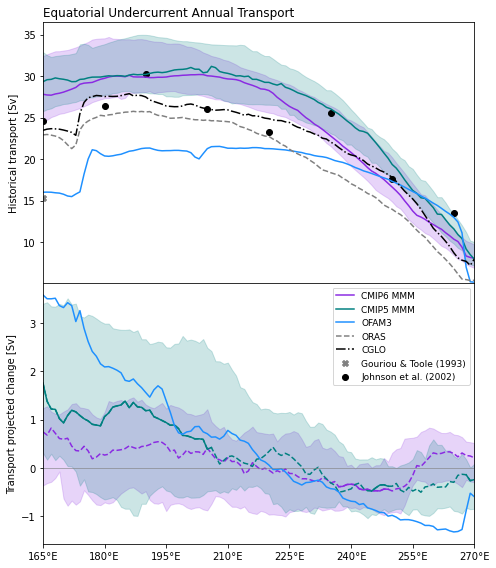 Equatorial Undercurrent Annual Transport
Historical transport [Sv]
35
30
25
20
15
10
Transport projected change [Sv]
3
2
1
0
−1
CMIP6 MMM
CMIP5 MMM
OFAM3
ORAS
CGLO
Gouriou & Toole (1993)
Johnson et al. (2002)
165°E 180°E 195°E 210°E 225°E 240°E 255°E 270°E